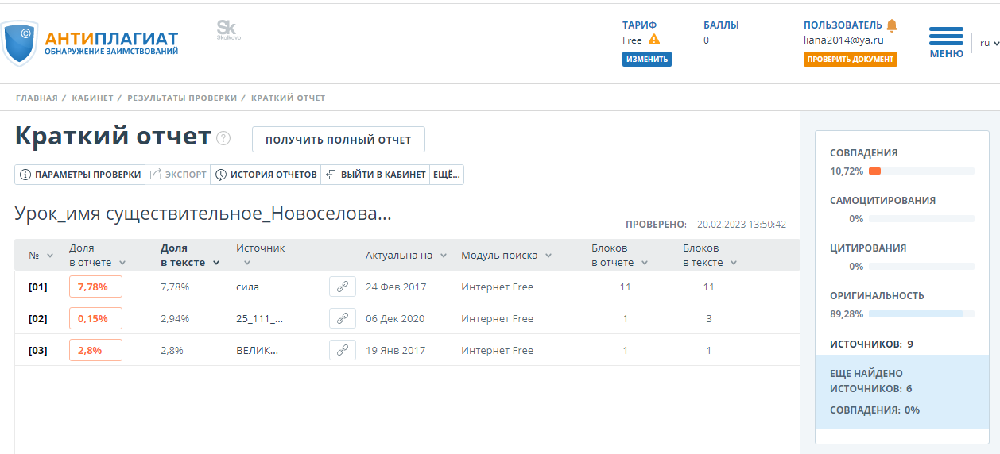 ©
АНТИПЛАГИАТ
ОБНАРУЖЕНИЕ ЗАИМСТВОВАНИЙ
Sk
Skolkovo
ТАРИФ
Free
ИЗМЕНИТЬ
БАЛЛЫ
0
ПОЛЬЗОВАТЕЛЬ
liana2014@ya.ru
ПРОВЕРИТЬ ДОКУМЕНТ
МЕНЮ
ru
ГЛАВНАЯ / КАБИНЕТ / РЕЗУЛЬТАТЫ ПРОВЕРКИ / КРАТКИЙ ОТЧЕТ
Краткий отчет ?
ПОЛУЧИТЬ ПОЛНЫЙ ОТЧЕТ
ПАРАМЕТРЫ ПРОВЕРКИ ЭКСПОРТ ИСТОРИЯ ОТЧЕТОВ ВЫЙТИ В КАБИНЕТ ЕЩЁ...
Урок_имя существительное_Новоселова...
ПРОВЕРЕНО: 20.02.2023 13:50:42
№ Доля в отчете Доля в тексте Источник Актуальна на Модуль поиска Блоков в отчете Блоков в тексте
[01] 7,78% 7,78% сила 24 Фев 2017 Интернет Free 11 11
[02] 0,15% 2,94% 25_111_... 06 Дек 2020 Интернет Free 1 3
[03] 2,8% 2,8% ВЕЛИК... 19 Янв 2017 Интернет Free 1 1
СОВПАДЕНИЯ
10,72%
САМОЦИТИРОВАНИЯ
0%
ЦИТИРОВАНИЯ
0%
ОРИГИНАЛЬНОСТЬ
89,28%
ИСТОЧНИКОВ: 9
ЕЩЕ НАЙДЕНО
ИСТОЧНИКОВ: 6
СОВПАДЕНИЯ: 0%